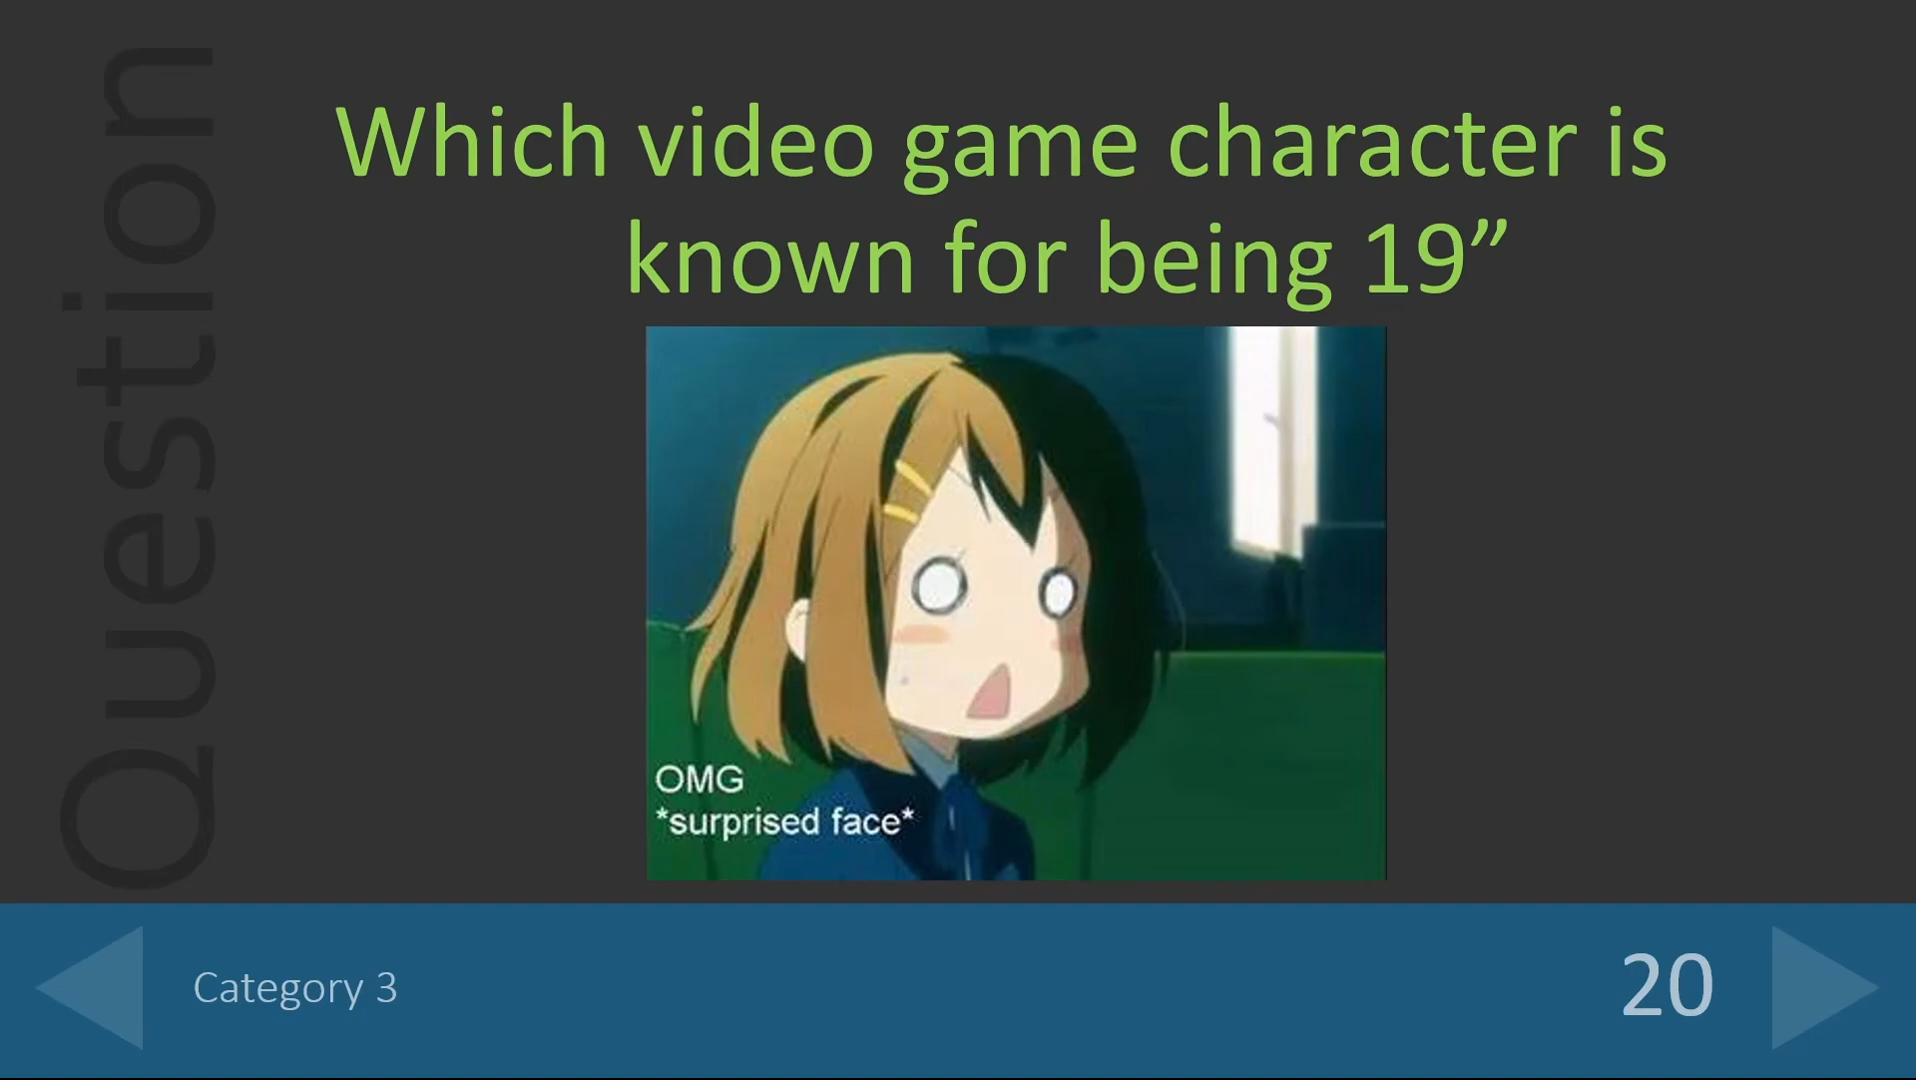 Question
Which video game character is
known for being 19”
OMG
*surprised face*
Category 3
20